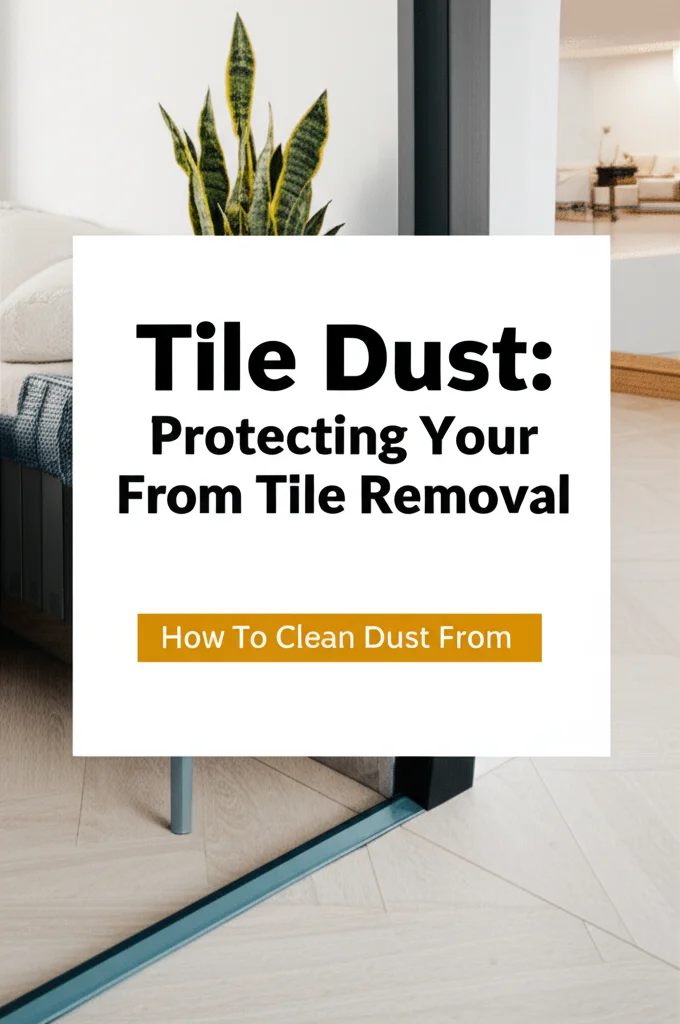 Tile Dust:
Protecting Your
From Tile Removal
How To Clean Dust From